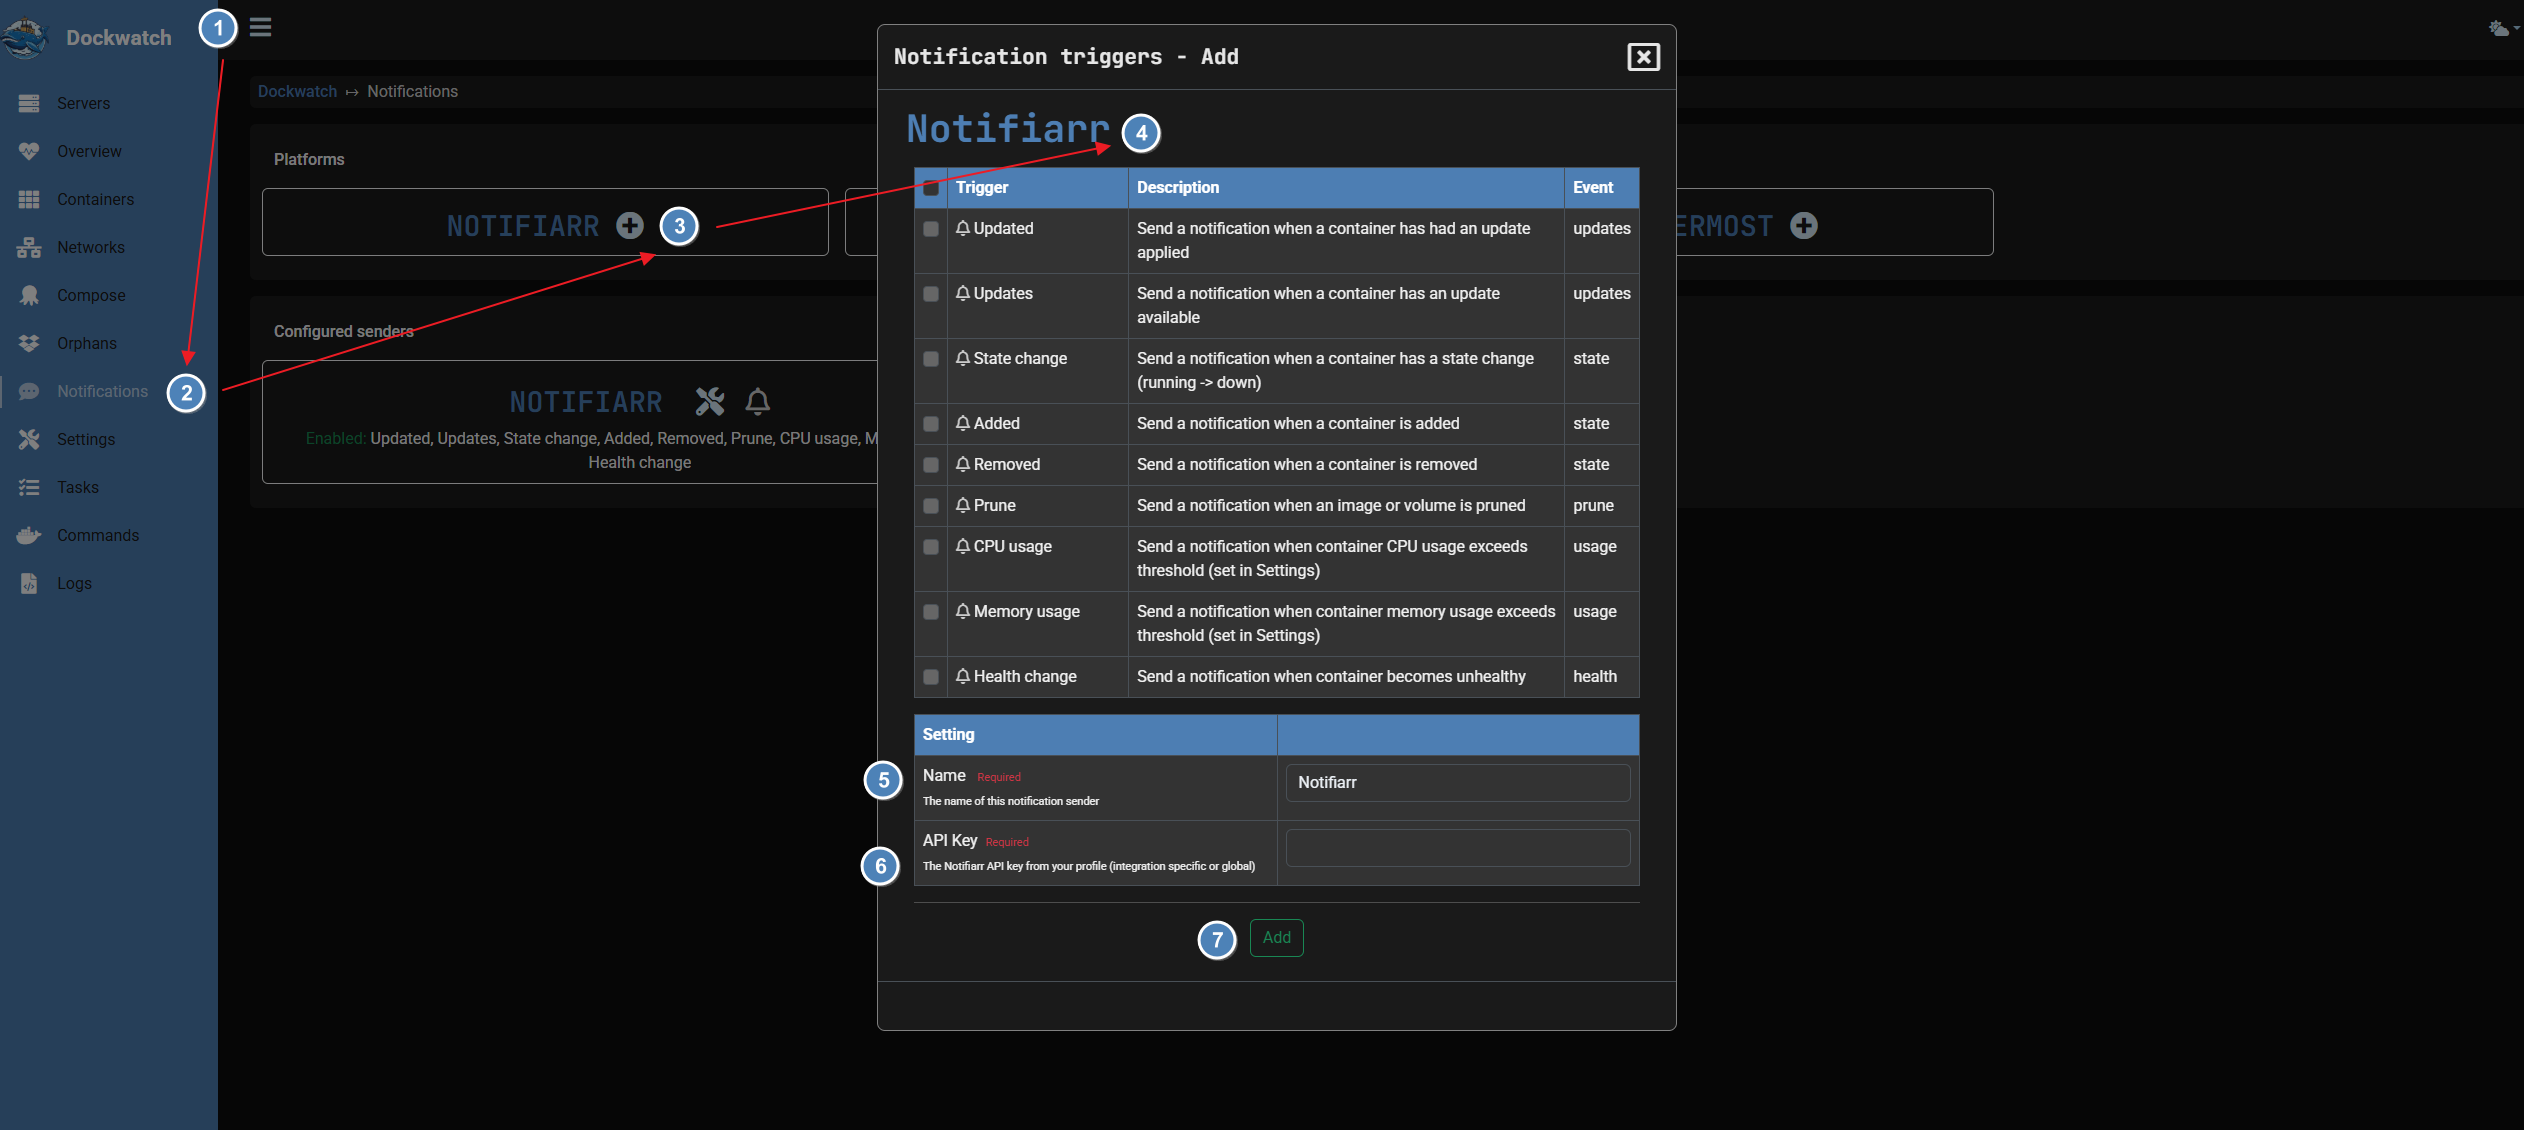 Dockwatch
1
Servers
Overview
Containers
Networks
Compose
Orphans
Notifications
2
Settings
Tasks
Commands
Logs
Dockwatch ↦ Notifications
Platforms
NOTIFIARR
3
ERMOST
Configured senders
NOTIFIARR
Enabled: Updated, Updates, State change, Added, Removed, Prune, CPU usage, M
Health change
Notification triggers - Add
Notifiarr
4
Trigger Description Event
Updated Send a notification when a container has had an update updates
applied
Updates Send a notification when a container has an update updates
available
State change Send a notification when a container has a state change state
(running -> down)
Added Send a notification when a container is added state
Removed Send a notification when a container is removed state
Prune Send a notification when an image or volume is pruned prune
CPU usage Send a notification when container CPU usage exceeds usage
threshold (set in Settings)
Memory usage Send a notification when container memory usage exceeds usage
threshold (set in Settings)
Health change Send a notification when container becomes unhealthy health
Setting
5
Name Required Notifiarr
The name of this notification sender
API Key Required
6
The Notifiarr API key from your profile (integration specific or global)
7
Add